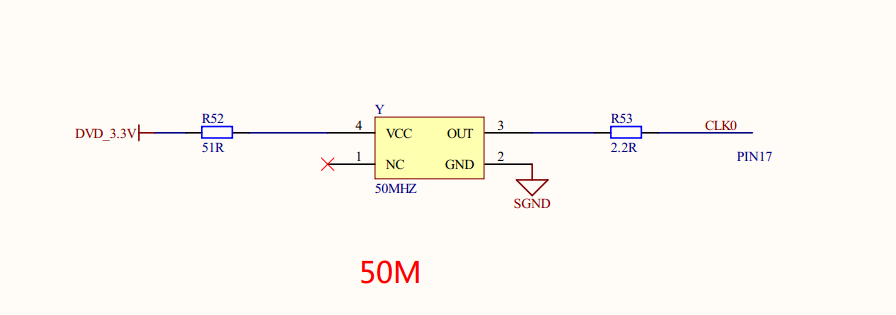 Y
R52
R53
DVD_3.3V
4
VCC
OUT
3
CLK0
51R
2.2R
1
NC
GND
2
PIN17
50MHZ
SGND
50M